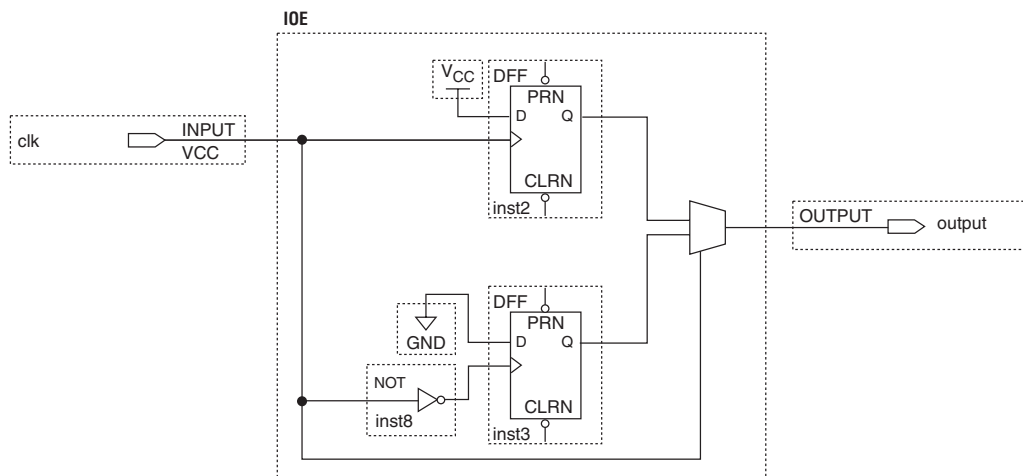 IOE
clk
INPUT
VCC
VCC
DFF
PRN
D
Q
CLRN
inst2
OUTPUT
output
GND
DFF
PRN
D
Q
CLRN
inst3
NOT
inst8